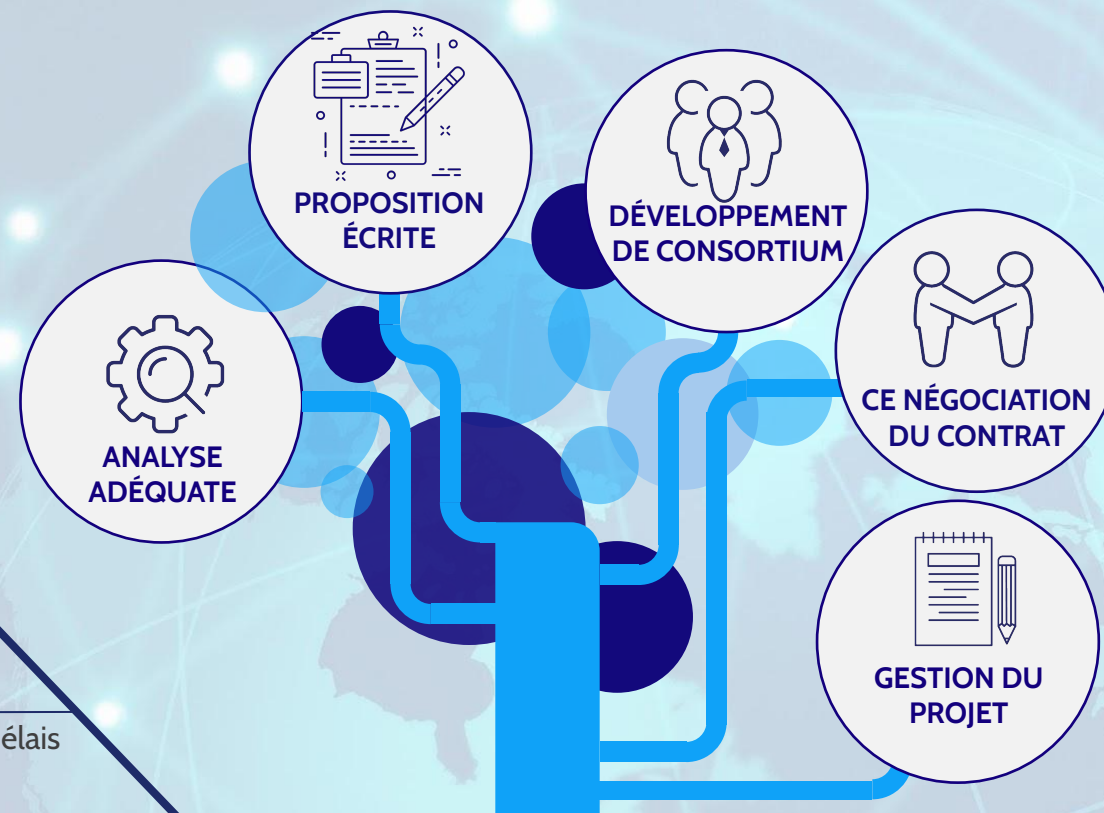 PROPOSITION
ÉCRITE
DÉVELOPPEMENT
DE CONSORTIUM
CE NÉGOCIATION
DU CONTRAT
ANALYSE
ADÉQUATE
GESTION DU
PROJET
élais